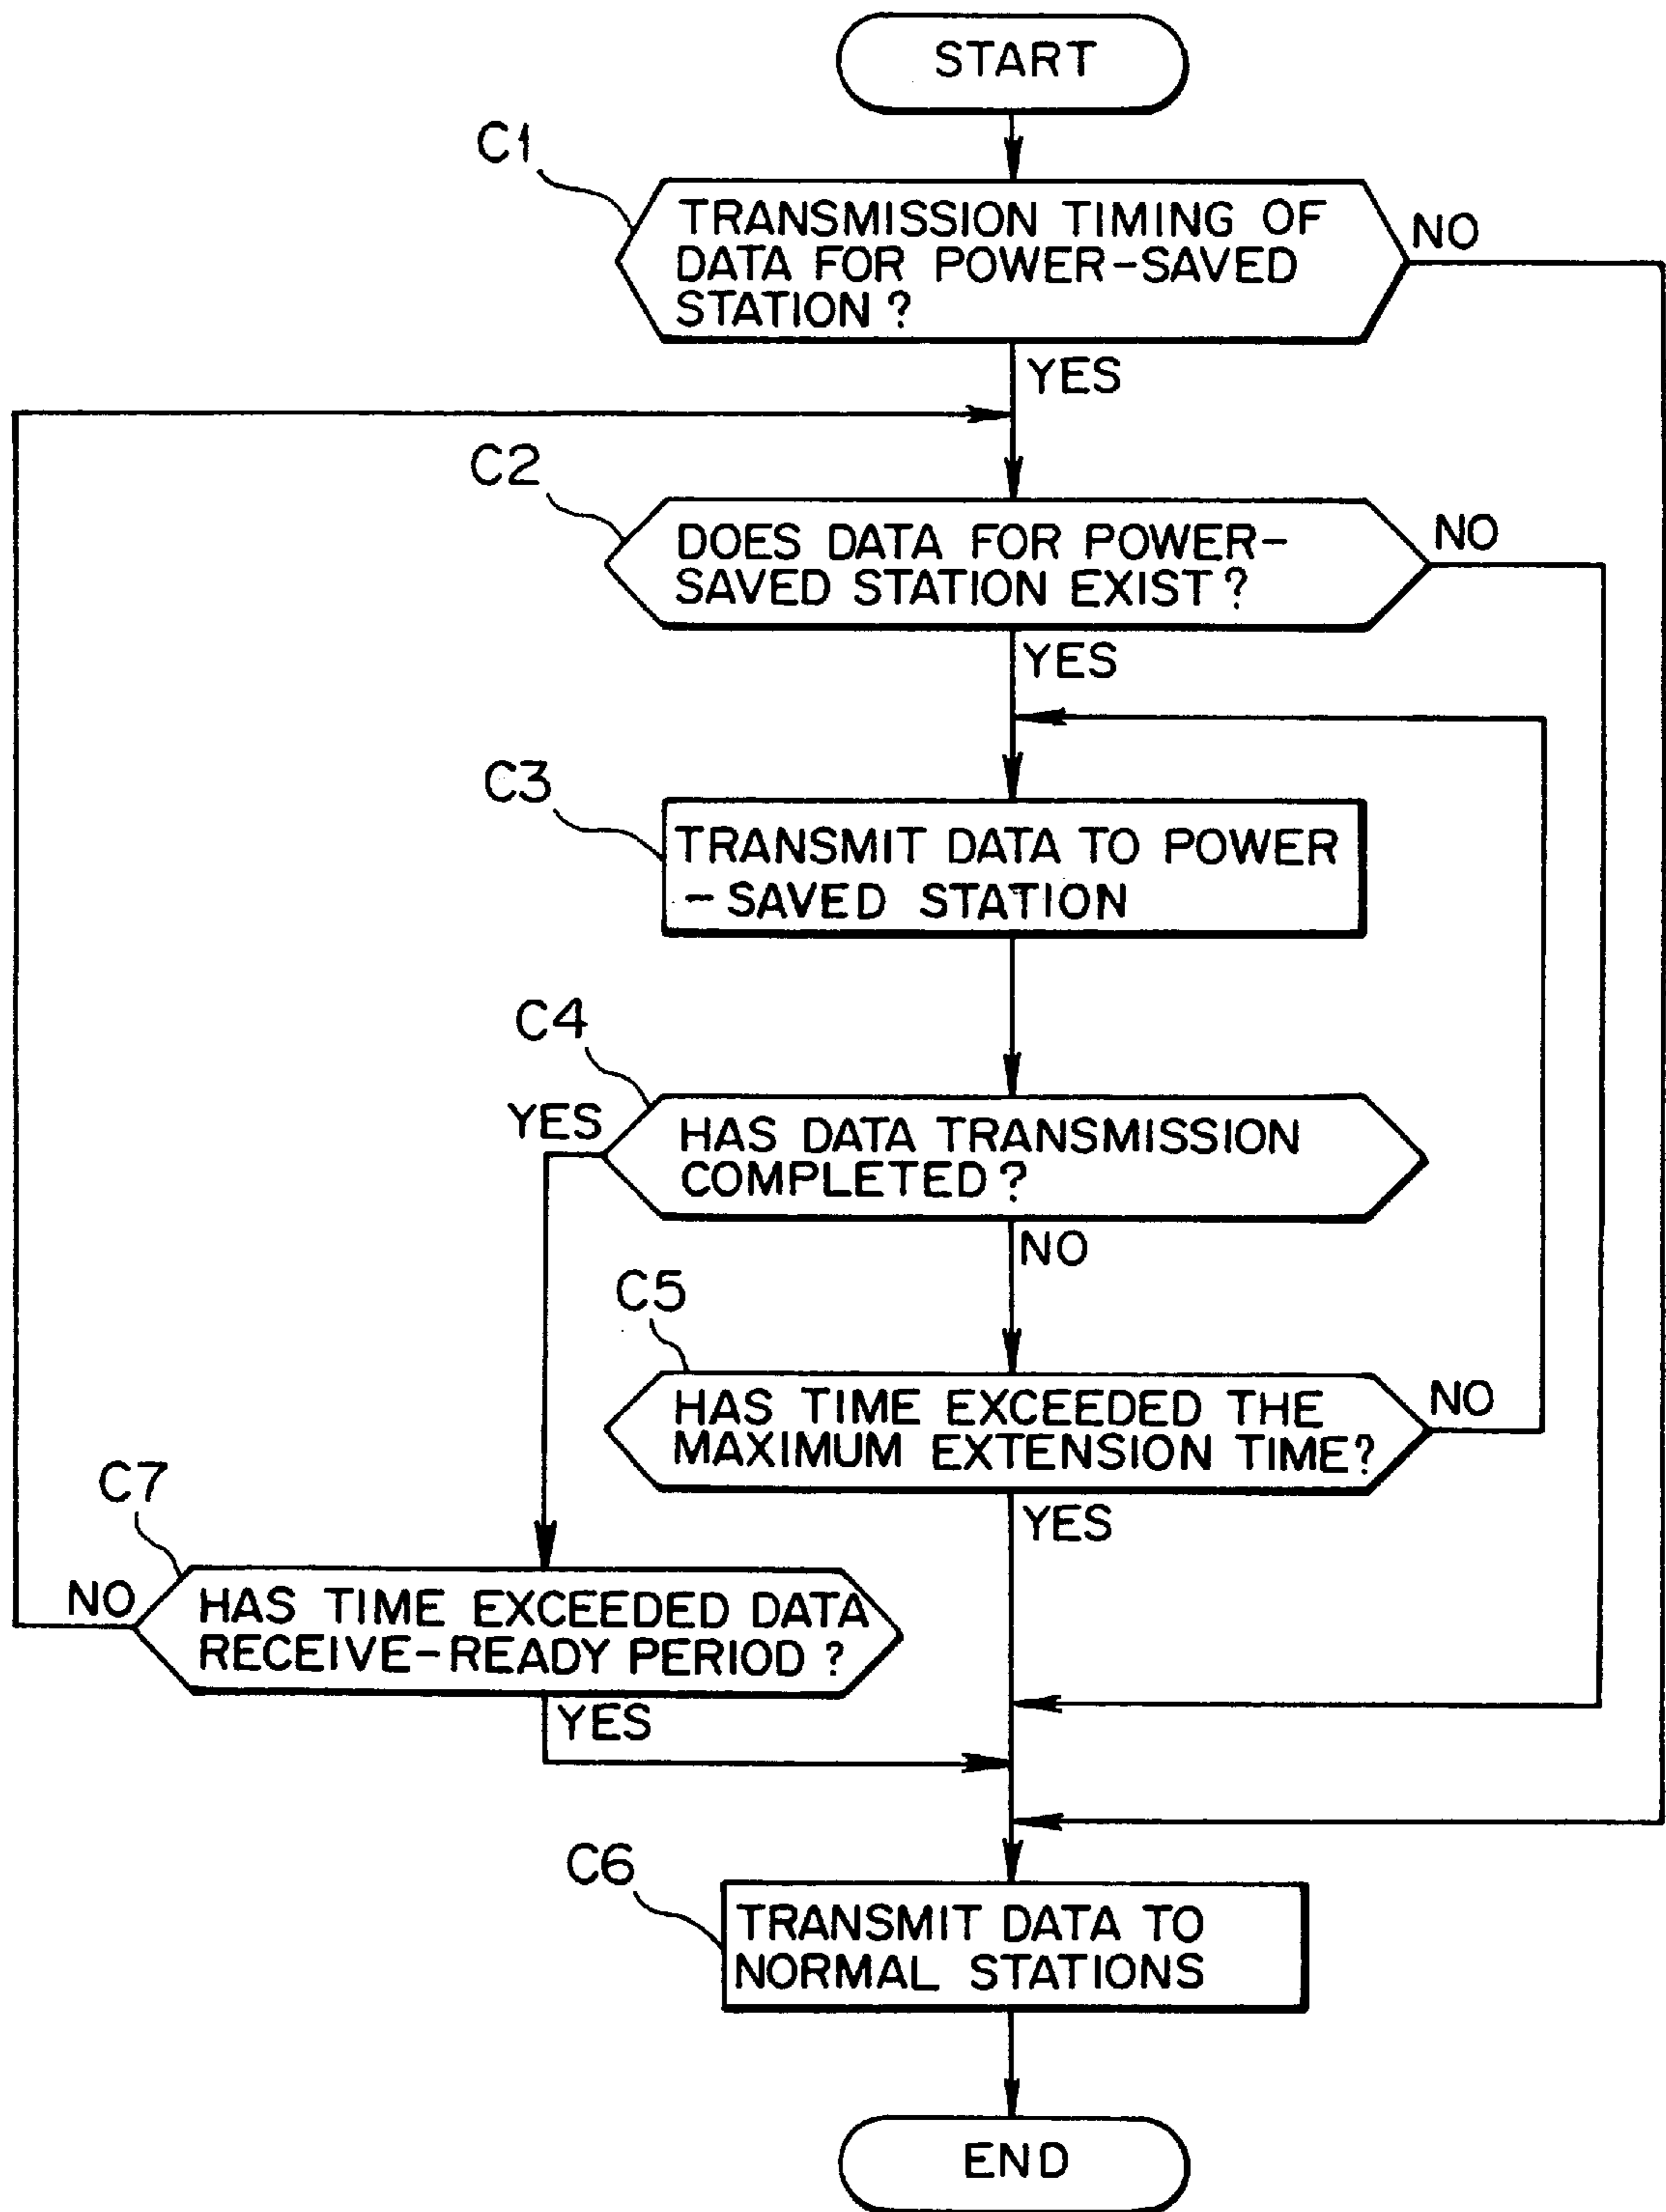 START
C1
TRANSMISSION TIMING OF
DATA FOR POWER-SAVED
STATION?
NO
YES
C2
DOES DATA FOR POWER-
SAVED STATION EXIST?
NO
YES
C3
TRANSMIT DATA TO POWER
-SAVED STATION
C4
YES
HAS DATA TRANSMISSION
COMPLETED?
NO
C5
HAS TIME EXCEEDED THE
MAXIMUM EXTENSION TIME?
NO
YES
C7
NO
HAS TIME EXCEEDED DATA
RECEIVE-READY PERIOD?
YES
C6
TRANSMIT DATA TO
NORMAL STATIONS
END